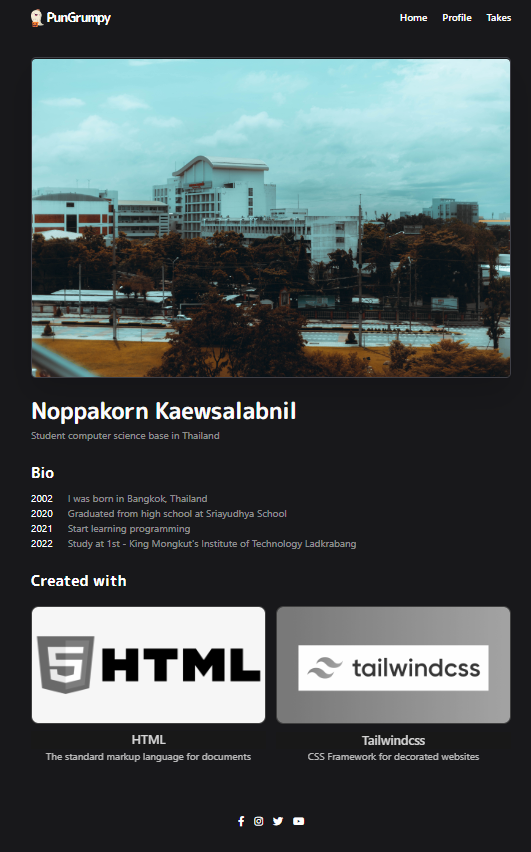 PunGrumpy
Home Profile Takes
Noppakorn Kaewsalabnil
Student computer science base in Thailand
Bio
2002 I was born in Bangkok, Thailand
2020 Graduated from high school at Sriayudhya School
2021 Start learning programming
2022 Study at 1st - King Mongkut's Institute of Technology Ladkrabang
Created with
5 HTML
tailwindcss
HTML
Tailwindcss
The standard markup language for documents
CSS Framework for decorated websites